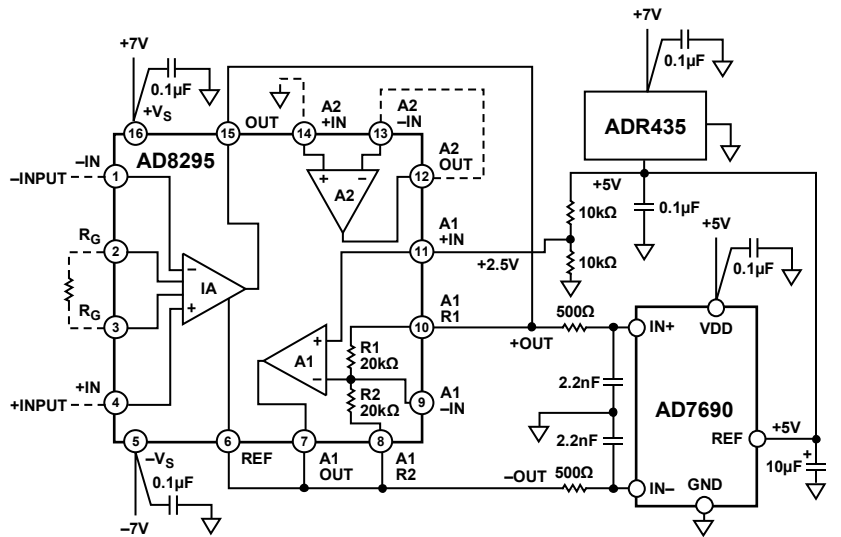 +7V
0.1µF
+VS
16
15
OUT
14
A2
+IN
13
A2
–IN
A2
OUT
12
AD8295
–IN
–INPUT
1
RG
2
RG
3
+IN
+INPUT
4
IA
–
+
+
–
A2
A1
+IN
11
+2.5V
A1
R1
10
+
–
A1
R1
20kΩ
R2
20kΩ
9
A1
–IN
5
–VS
0.1µF
–7V
6
REF
7
A1
OUT
8
A1
R2
+7V
0.1µF
ADR435
+5V
10kΩ
10kΩ
0.1µF
+5V
0.1µF
500Ω
+OUT
IN+
VDD
2.2nF
2.2nF
AD7690
REF
+5V
10µF
+
–OUT
500Ω
IN–
GND